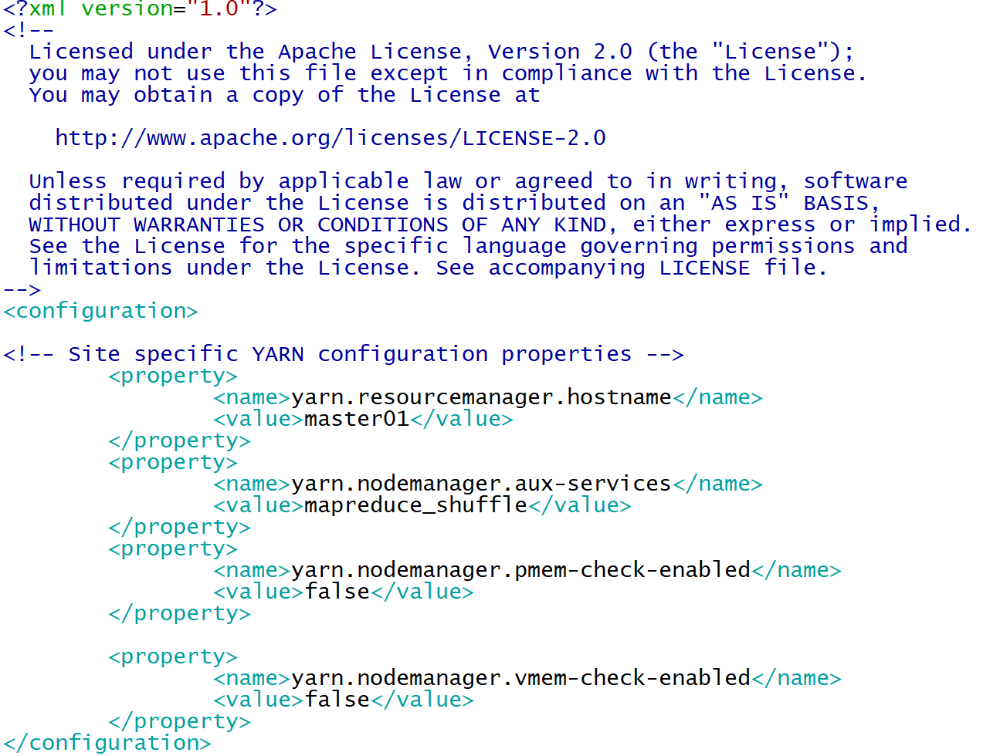 <?xml version="1.0"?>
<!--
  Licensed under the Apache License, Version 2.0 (the "License");
  you may not use this file except in compliance with the License.
  You may obtain a copy of the License at

    http://www.apache.org/licenses/LICENSE-2.0

  Unless required by applicable law or agreed to in writing, software
  distributed under the License is distributed on an "AS IS" BASIS,
  WITHOUT WARRANTIES OR CONDITIONS OF ANY KIND, either express or implied.
  See the License for the specific language governing permissions and
  limitations under the License. See accompanying LICENSE file.
-->
<configuration>

<!-- Site specific YARN configuration properties -->
        <property>
                <name>yarn.resourcemanager.hostname</name>
                <value>master01</value>
        </property>
        <property>
                <name>yarn.nodemanager.aux-services</name>
                <value>mapreduce_shuffle</value>
        </property>
        <property>
                <name>yarn.nodemanager.pmem-check-enabled</name>
                <value>false</value>
        </property>

        <property>
                <name>yarn.nodemanager.vmem-check-enabled</name>
                <value>false</value>
        </property>
</configuration>